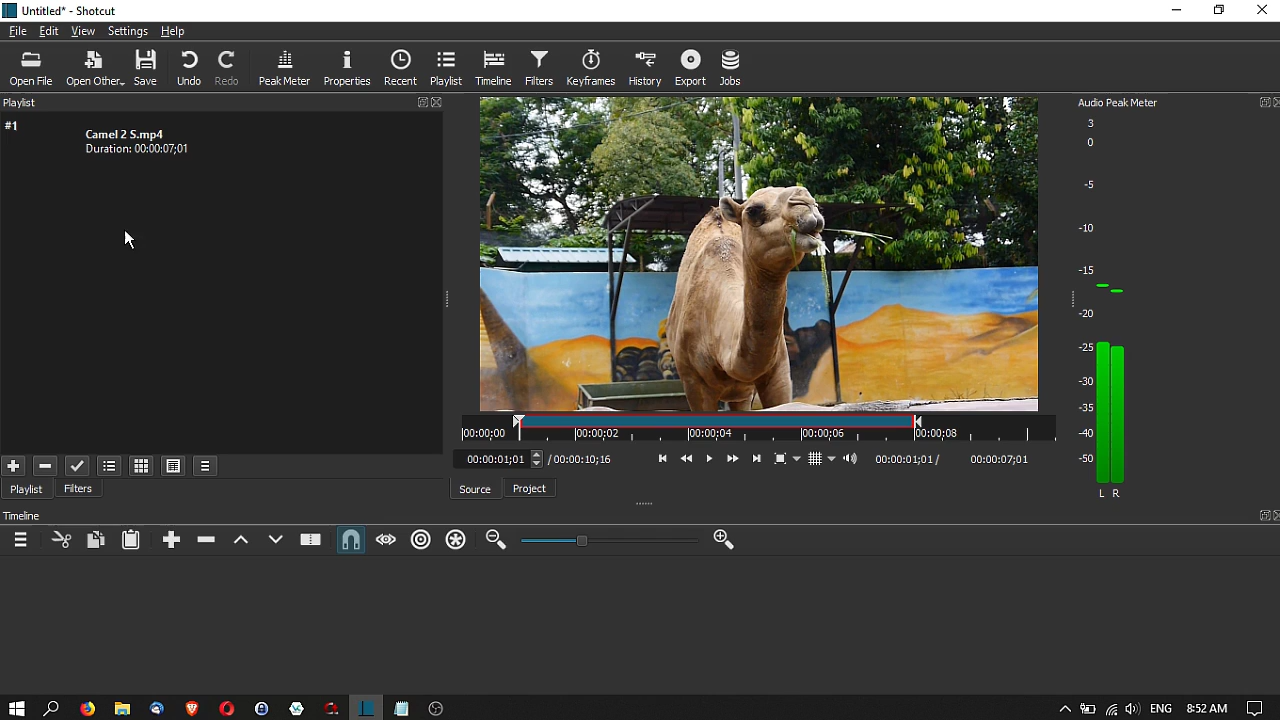 Untitled* - Shotcut
File Edit View Settings Help
Open File Open Other... Save Undo Redo Peak Meter Properties Recent Playlist Timeline Filters Keyframes History Export Jobs
Playlist
Audio Peak Meter
#1
Camel 2 S.mp4
Duration: 00:00:07;01
3
0
-5
-10
-15
-20
-25
-30
-35
-40
-50
L R
00:00;00 00:00;02 00:00;04 00:00;06 00:00;08
00:00:01;01 / 00:00:10;16 00:00:01;01 / 00:00:07;01
Playlist Filters
Source Project
Timeline
ENG 8:52 AM